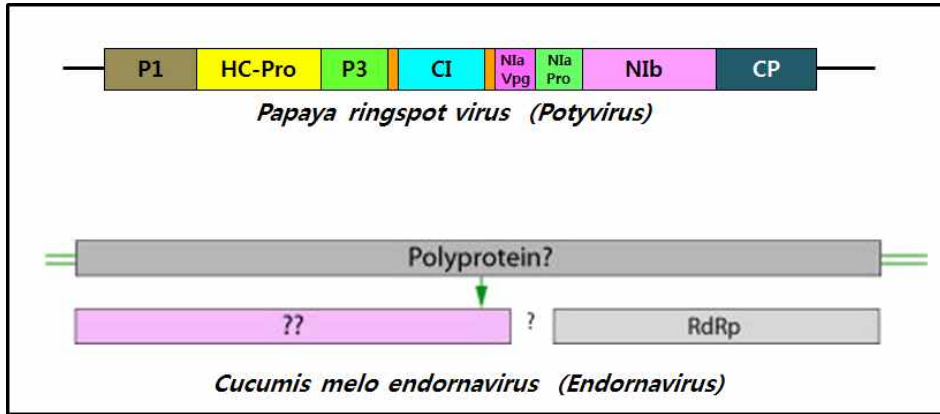 P1 HC-Pro P3 CI NIa Vpg NIa Pro NIb CP
Papaya ringspot virus (Potyvirus)
Polyprotein?
?? ? RdRp
Cucumis melo endornavirus (Endornavirus)